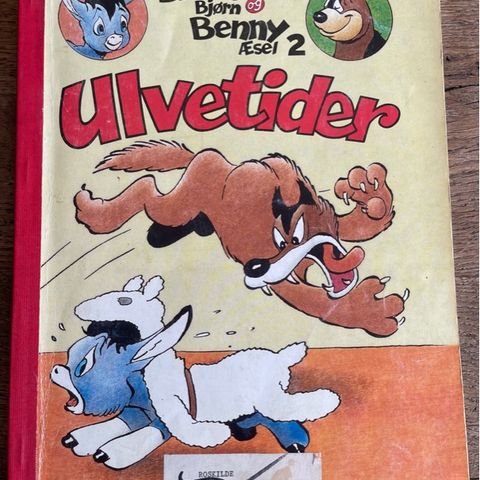 Bjørn og
Benny
Æsel 2
Ulvetider
ROSKILDE